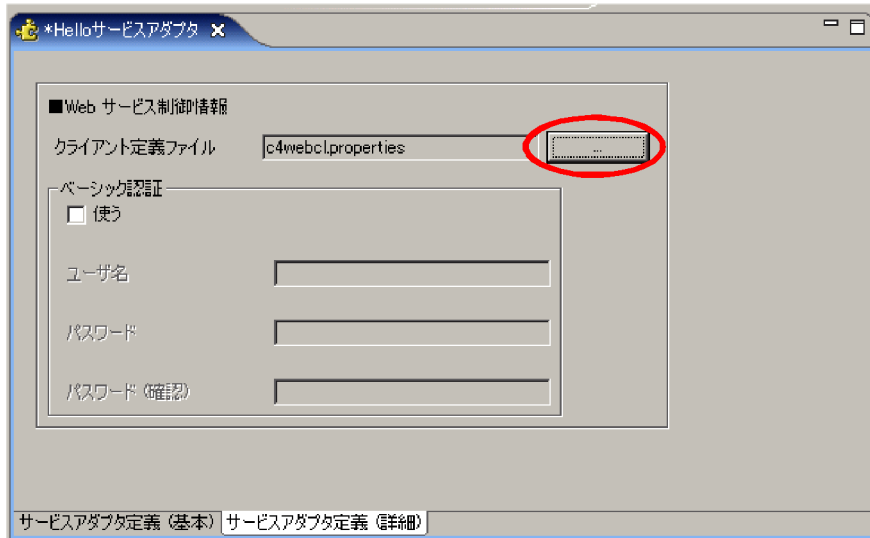 *Helloサービスアダプタ
■Web サービス制御情報
クライアント定義ファイル c4webcl.properties ...
ベーシック認証
使う
ユーザ名
パスワード
パスワード(確認)
サービスアダプタ定義(基本) サービスアダプタ定義(詳細)